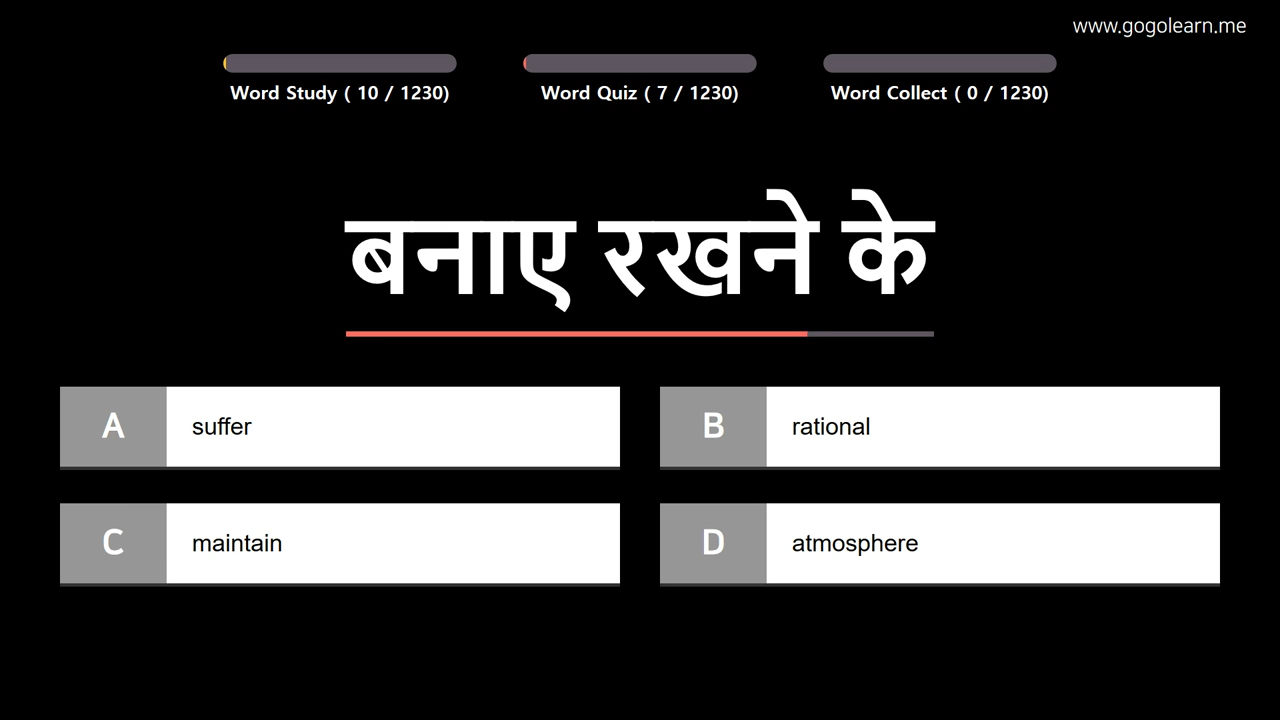 www.gogolearn.me
Word Study ( 10 / 1230)
Word Quiz ( 7 / 1230)
Word Collect ( 0 / 1230)
बनाए रखने के
A suffer
B rational
C maintain
D atmosphere